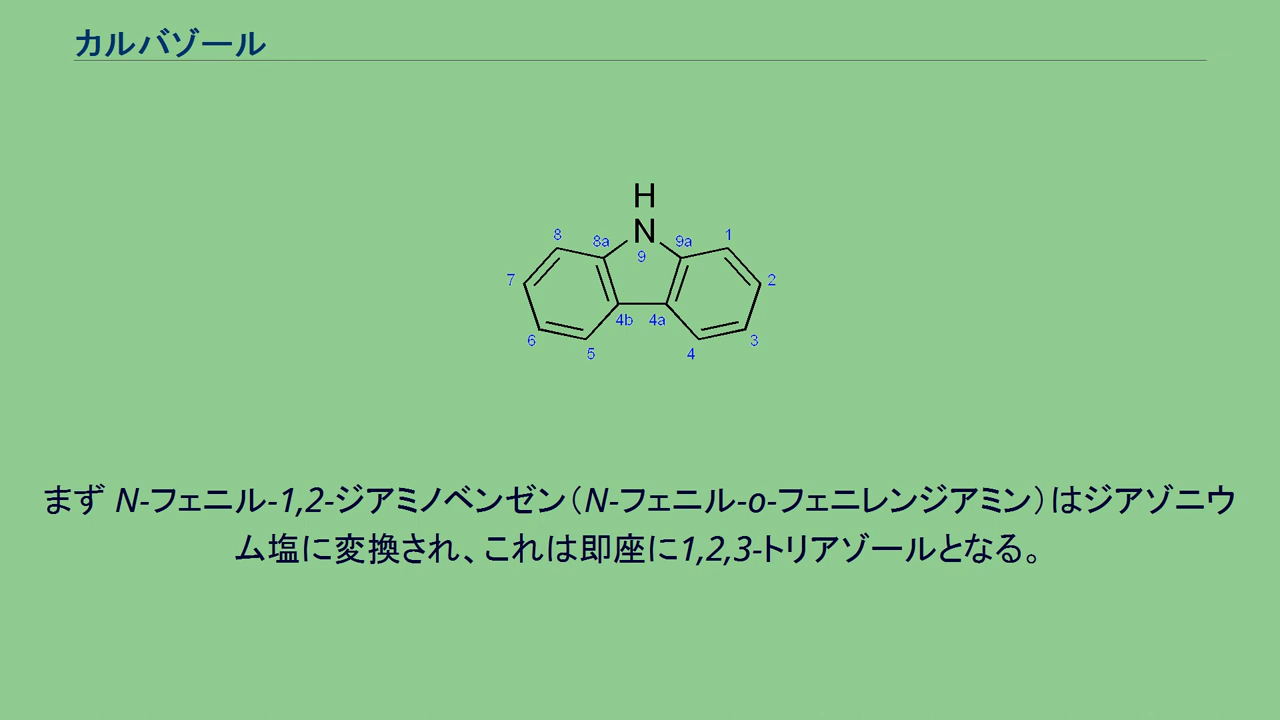 カルバゾール
H
N
8
8a
9
9a
1
7
2
4b
4a
6
3
5
4
まず N-フェニル-1,2-ジアミノベンゼン（N-フェニル-o-フェニレンジアミン）はジアゾニウ
ム塩に変換され、これは即座に1,2,3-トリアゾールとなる。